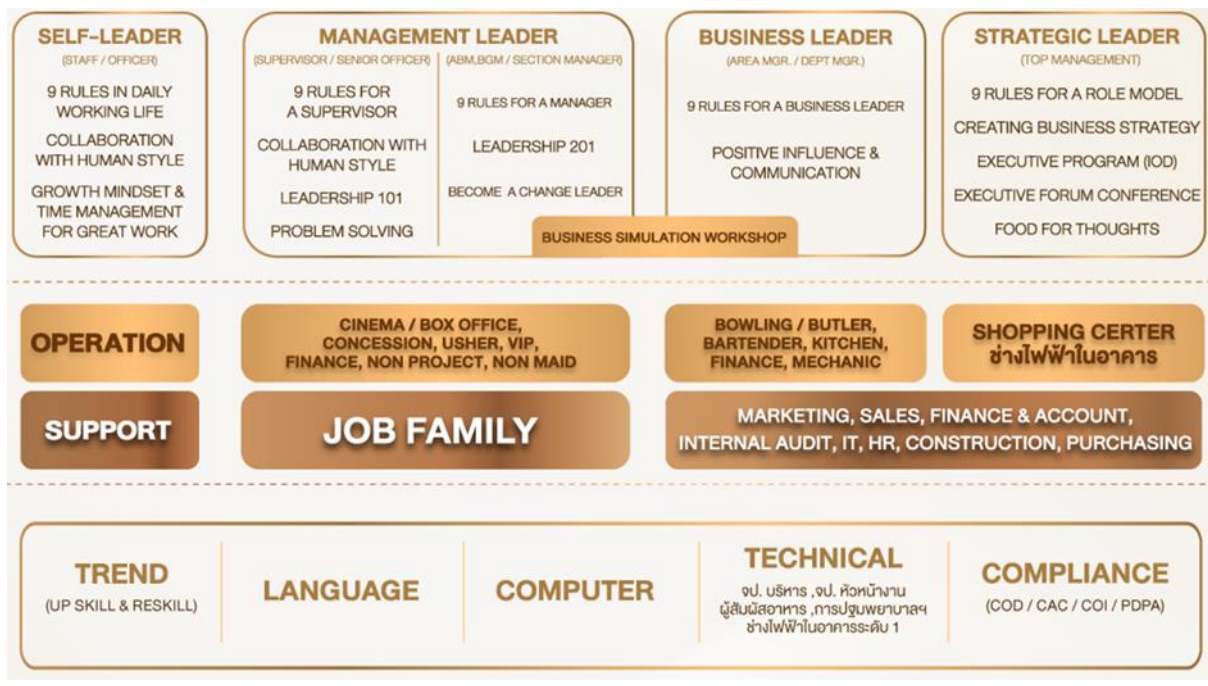 SELF-LEADER
(STAFF / OFFICER)
9 RULES IN DAILY
WORKING LIFE
COLLABORATION
WITH HUMAN STYLE
GROWTH MINDSET &
TIME MANAGEMENT
FOR GREAT WORK
MANAGEMENT LEADER
(SUPERVISOR / SENIOR OFFICER)
9 RULES FOR
A SUPERVISOR
COLLABORATION WITH
HUMAN STYLE
LEADERSHIP 101
PROBLEM SOLVING
(ABM,BGM / SECTION MANAGER)
9 RULES FOR A MANAGER
LEADERSHIP 201
BECOME A CHANGE LEADER
BUSINESS LEADER
(AREA MGR. / DEPT MGR.)
9 RULES FOR A BUSINESS LEADER
POSITIVE INFLUENCE &
COMMUNICATION
BUSINESS SIMULATION WORKSHOP
STRATEGIC LEADER
(TOP MANAGEMENT)
9 RULES FOR A ROLE MODEL
CREATING BUSINESS STRATEGY
EXECUTIVE PROGRAM (IOD)
EXECUTIVE FORUM CONFERENCE
FOOD FOR THOUGHTS
OPERATION
CINEMA / BOX OFFICE,
CONCESSION, USHER, VIP,
FINANCE, NON PROJECT, NON MAID
BOWLING / BUTLER,
BARTENDER, KITCHEN,
FINANCE, MECHANIC
SHOPPING CERTER
ช่างไฟฟ้าในอาคาร
SUPPORT
JOB FAMILY
MARKETING, SALES, FINANCE & ACCOUNT,
INTERNAL AUDIT, IT, HR, CONSTRUCTION, PURCHASING
TREND
(UP SKILL & RESKILL)
LANGUAGE
COMPUTER
TECHNICAL
จป. บริหาร ,จป. หัวหน้างาน
ผู้สัมผัสอาหาร ,การปฐมพยาบาลฯ
ช่างไฟฟ้าในอาคารระดับ 1
COMPLIANCE
(COD / CAC / COI / PDPA)